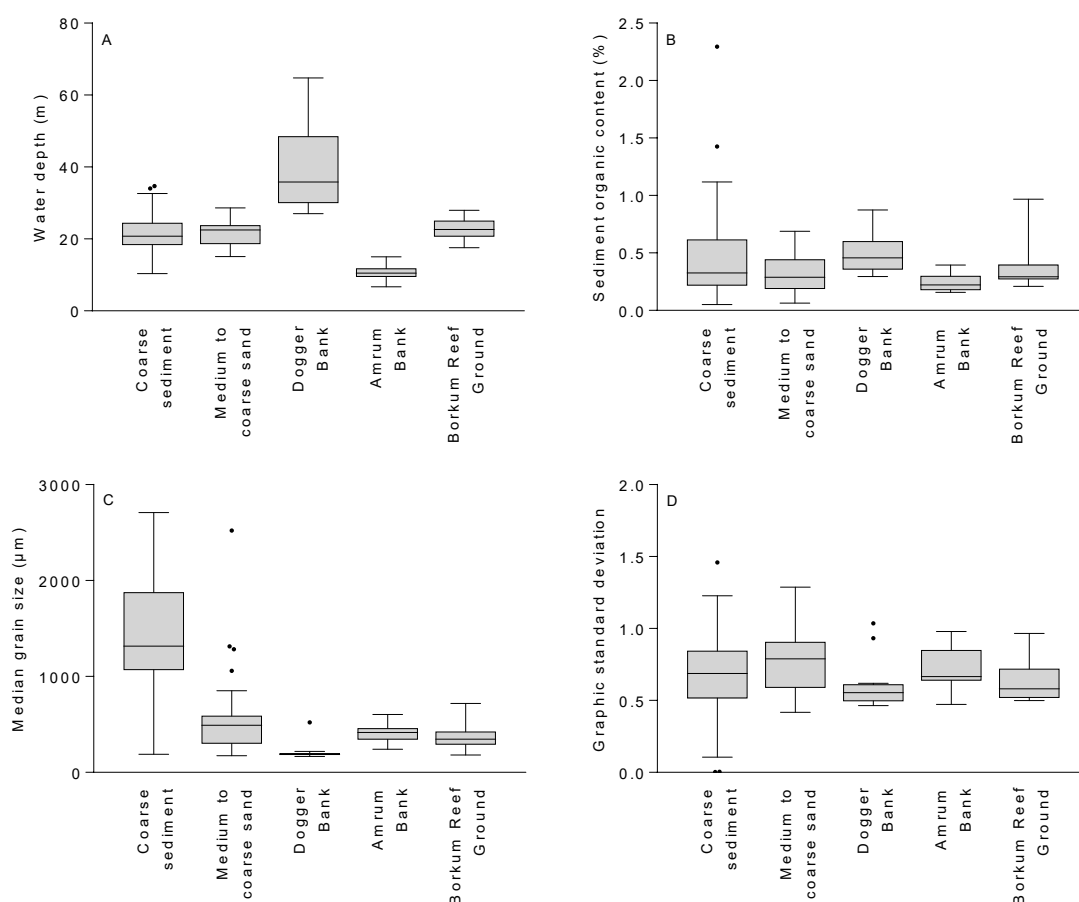 A
Water depth (m)
80
60
40
20
0
Coarse
sediment
Medium to
coarse sand
Dogger
Bank
Amrum
Bank
Borkum Reef
Ground
B
Sediment organic content (%)
2.5
2.0
1.5
1.0
0.5
0.0
Coarse
sediment
Medium to
coarse sand
Dogger
Bank
Amrum
Bank
Borkum Reef
Ground
C
Median grain size (µm)
3000
2000
1000
0
Coarse
sediment
Medium to
coarse sand
Dogger
Bank
Amrum
Bank
Borkum Reef
Ground
D
Graphic standard deviation
2.0
1.5
1.0
0.5
0.0
Coarse
sediment
Medium to
coarse sand
Dogger
Bank
Amrum
Bank
Borkum Reef
Ground